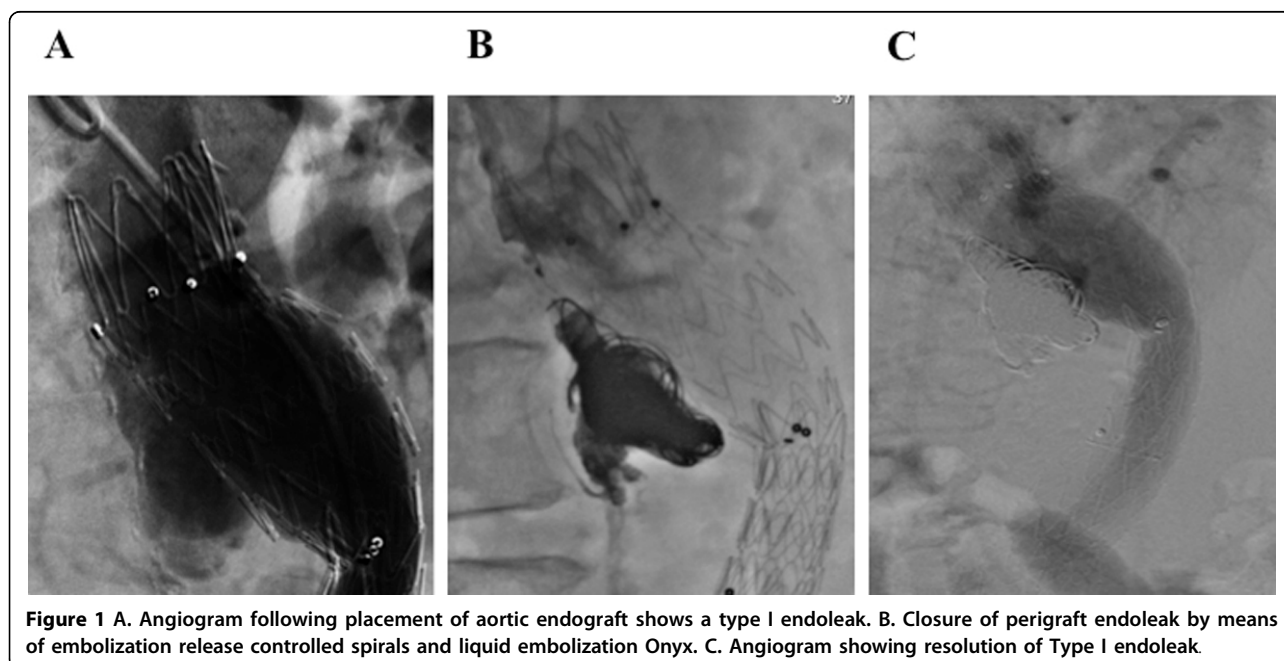 A
B
C
Figure 1 A. Angiogram following placement of aortic endograft shows a type I endoleak. B. Closure of perigraft endoleak by means
of embolization release controlled spirals and liquid embolization Onyx. C. Angiogram showing resolution of Type I endoleak.